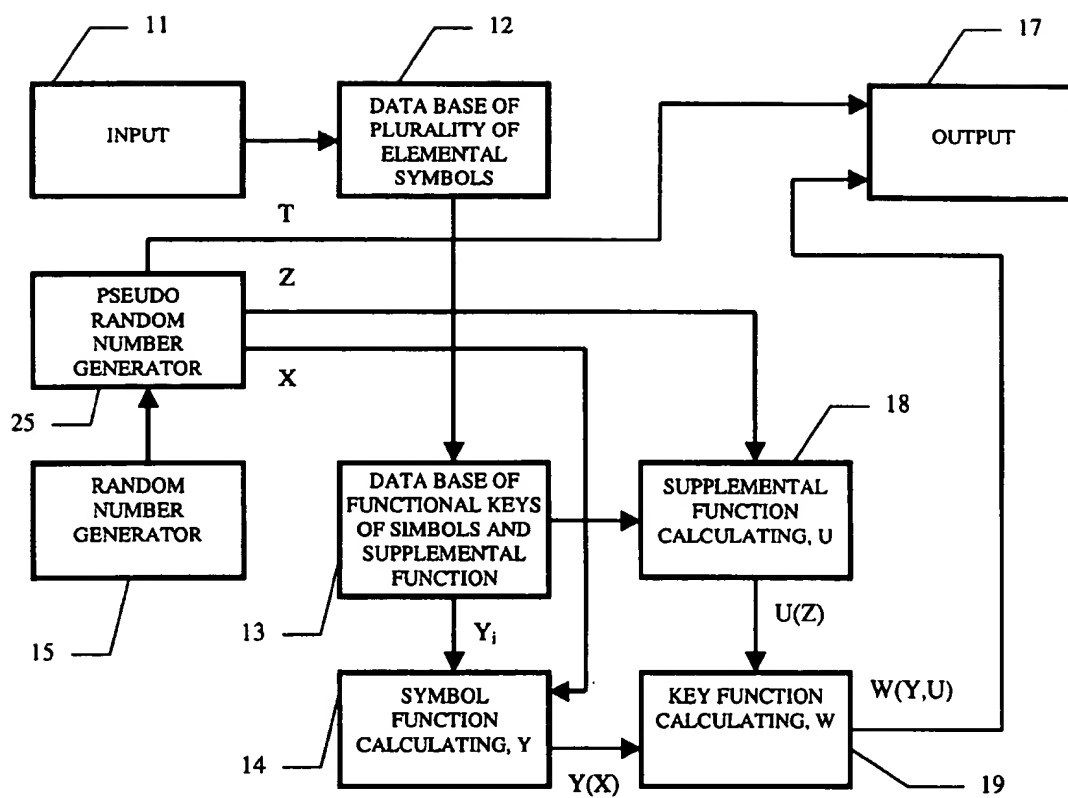 11
12
17
INPUT
DATA BASE OF
PLURALITY OF
ELEMENTAL
SYMBOLS
OUTPUT
T
Z
X
PSEUDO
RANDOM
NUMBER
GENERATOR
25
18
RANDOM
NUMBER
GENERATOR
15
DATA BASE OF
FUNCTIONAL KEYS
OF SIMBOLS AND
SUPPLEMENTAL
FUNCTION
SUPPLEMENTAL
FUNCTION
CALCULATING, U
13
Yi
U(Z)
SYMBOL
FUNCTION
CALCULATING, Y
14
Y(X)
KEY FUNCTION
CALCULATING, W
W(Y,U)
19